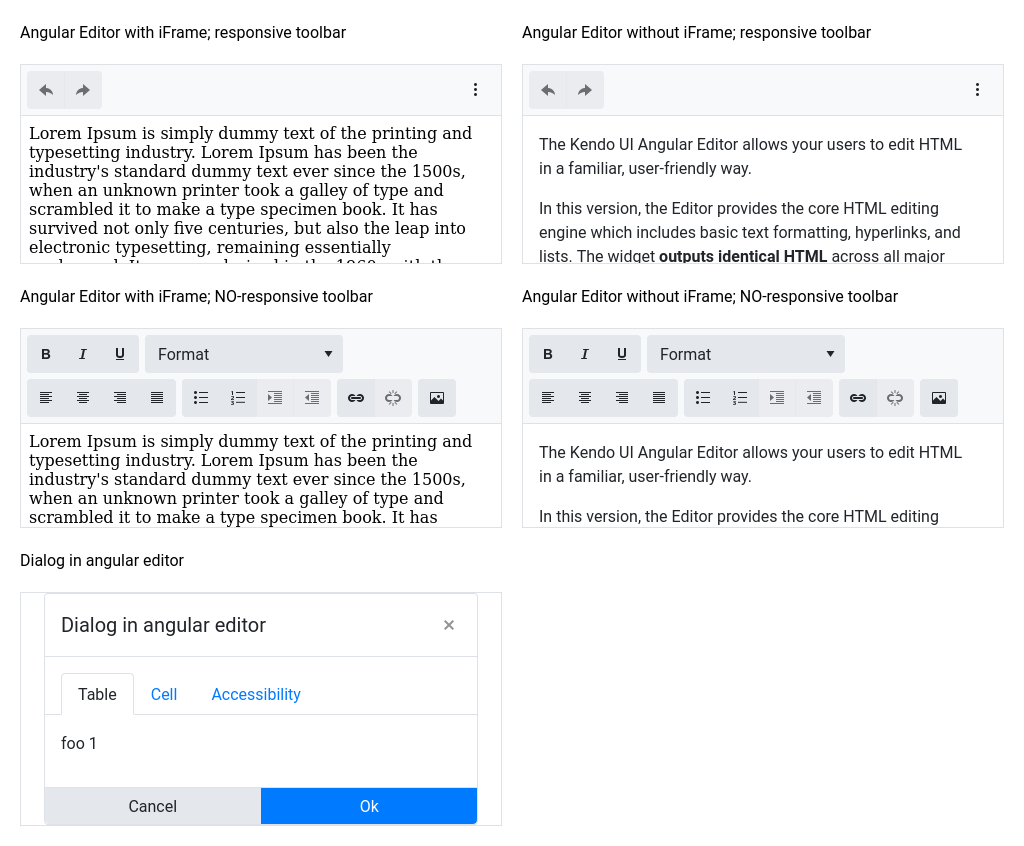 Angular Editor with iFrame; responsive toolbar
Lorem Ipsum is simply dummy text of the printing and
typesetting industry. Lorem Ipsum has been the
industry's standard dummy text ever since the 1500s,
when an unknown printer took a galley of type and
scrambled it to make a type specimen book. It has
survived not only five centuries, but also the leap into
electronic typesetting, remaining essentially
Angular Editor without iFrame; responsive toolbar
The Kendo UI Angular Editor allows your users to edit HTML
in a familiar, user-friendly way.
In this version, the Editor provides the core HTML editing
engine which includes basic text formatting, hyperlinks, and
lists. The widget outputs identical HTML across all major
Angular Editor with iFrame; NO-responsive toolbar
B I U Format
Lorem Ipsum is simply dummy text of the printing and
typesetting industry. Lorem Ipsum has been the
industry's standard dummy text ever since the 1500s,
when an unknown printer took a galley of type and
scrambled it to make a type specimen book. It has
Angular Editor without iFrame; NO-responsive toolbar
B I U Format
The Kendo UI Angular Editor allows your users to edit HTML
in a familiar, user-friendly way.
In this version, the Editor provides the core HTML editing
Dialog in angular editor
Dialog in angular editor
Table Cell Accessibility
foo 1
Cancel Ok